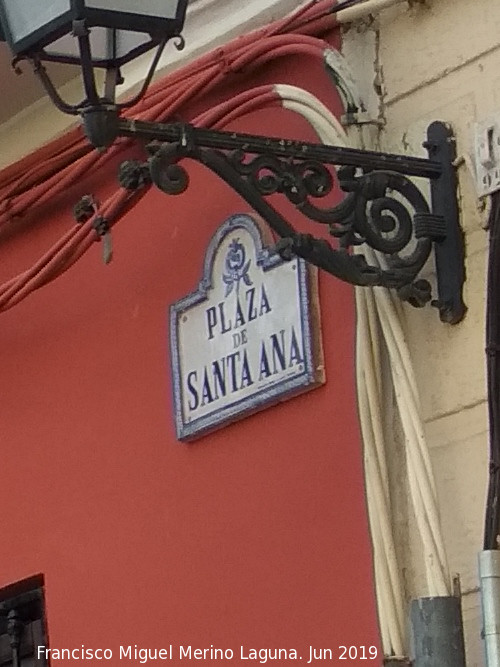 PLAZA
DE
SANTA ANA
Francisco Miguel Merino Laguna. Jun 2019